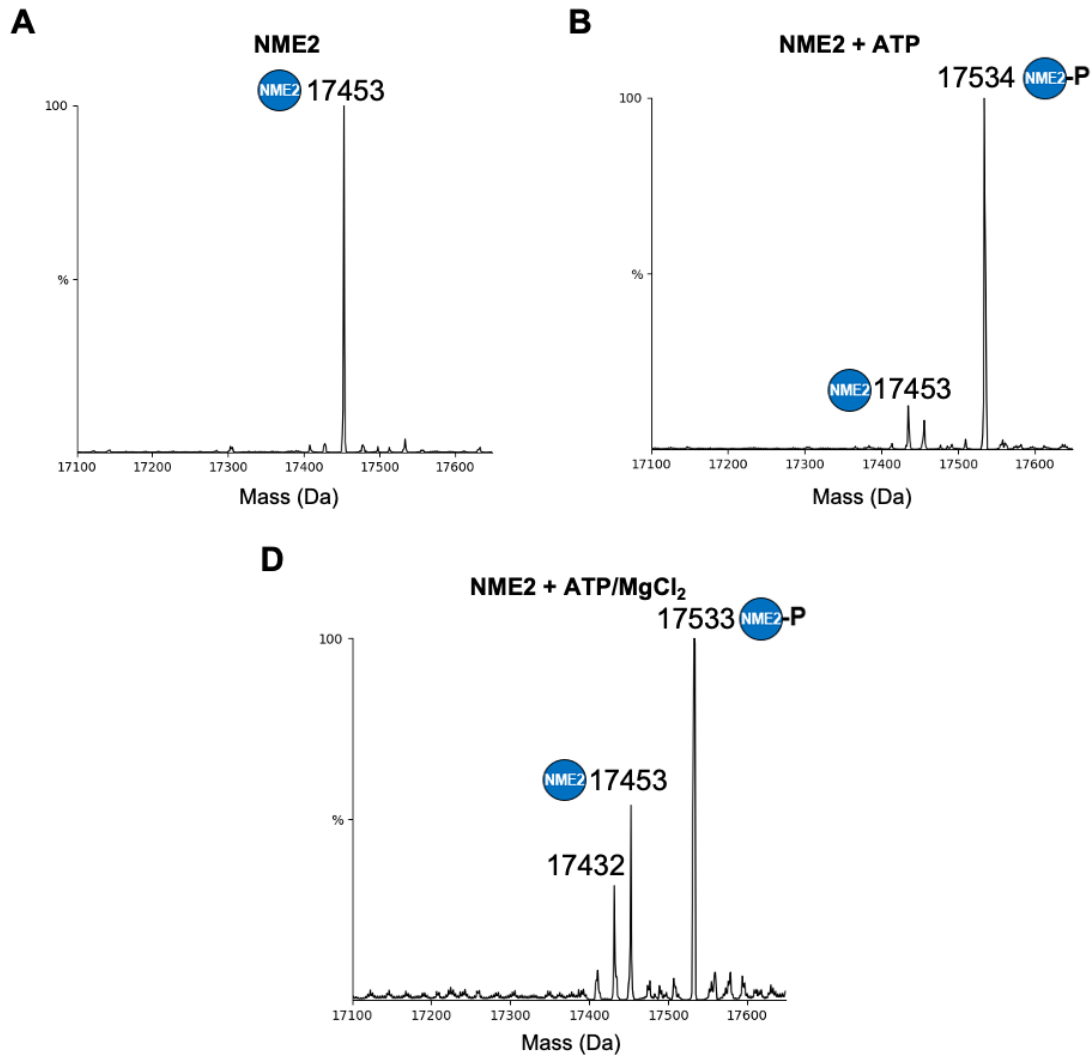 A
NME2
NME2 17453
100
%
17100 17200 17300 17400 17500 17600
Mass (Da)
B
NME2 + ATP
17534 NME2-P
100
%
NME2 17453
17100 17200 17300 17400 17500 17600
Mass (Da)
D
NME2 + ATP/MgCl₂
17533 NME2-P
100
NME2 17453
%
17432
17100 17200 17300 17400 17500 17600
Mass (Da)